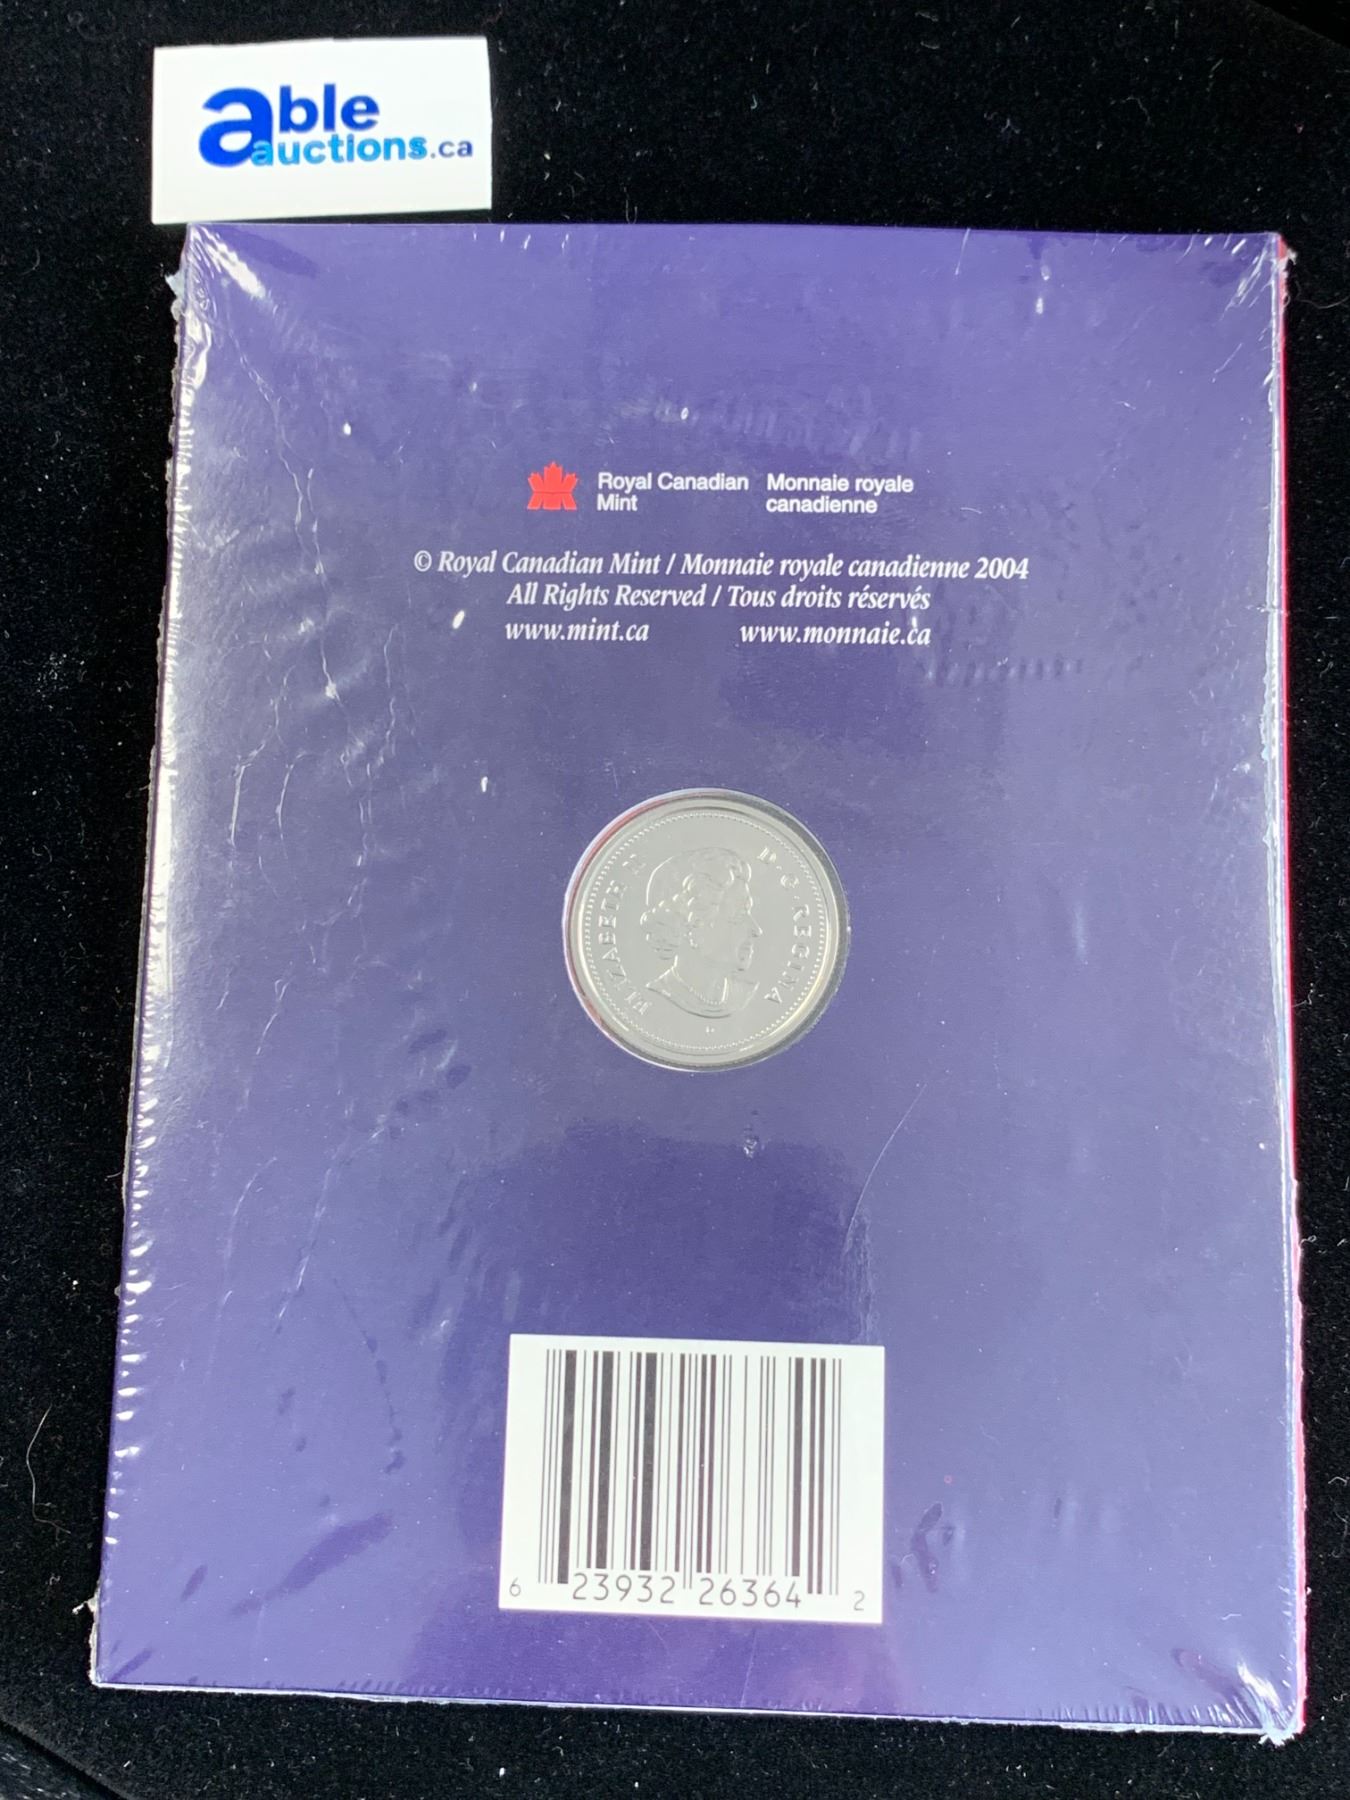 able
auctions.ca
Royal Canadian Mint
Monnaie royale canadienne
© Royal Canadian Mint / Monnaie royale canadienne 2004
All Rights Reserved / Tous droits réservés
www.mint.ca www.monnaie.ca
ELIZABETH II D·G·REGINA
6 23932 26364 2